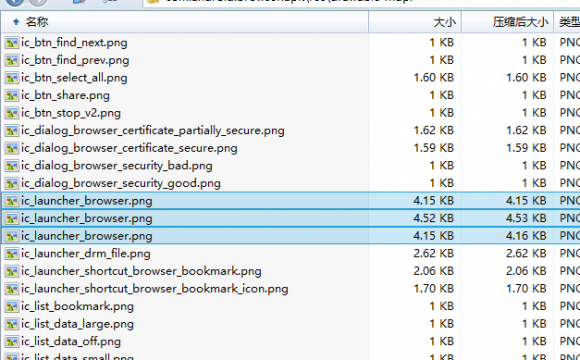 名称 大小 压缩后大小 类型
ic_btn_find_next.png 1 KB 1 KB PNG
ic_btn_find_prev.png 1 KB 1 KB PNG
ic_btn_select_all.png 1.60 KB 1.60 KB PNG
ic_btn_share.png 1 KB 1 KB PNG
ic_btn_stop_v2.png 1 KB 1 KB PNG
ic_dialog_browser_certificate_partially_secure.png 1.62 KB 1.62 KB PNG
ic_dialog_browser_certificate_secure.png 1.59 KB 1.59 KB PNG
ic_dialog_browser_security_bad.png 1 KB 1 KB PNG
ic_dialog_browser_security_good.png 1 KB 1 KB PNG
ic_launcher_browser.png 4.15 KB 4.15 KB PNG
ic_launcher_browser.png 4.52 KB 4.53 KB PNG
ic_launcher_browser.png 4.15 KB 4.16 KB PNG
ic_launcher_drm_file.png 2.62 KB 2.62 KB PNG
ic_launcher_shortcut_browser_bookmark.png 2.06 KB 2.06 KB PNG
ic_launcher_shortcut_browser_bookmark_icon.png 1.70 KB 1.70 KB PNG
ic_list_bookmark.png 1 KB 1 KB PNG
ic_list_data_large.png 1 KB 1 KB PNG
ic_list_data_off.png 1 KB 1 KB PNG
ic_list_data_small.png 1 KB 1 KB PNG